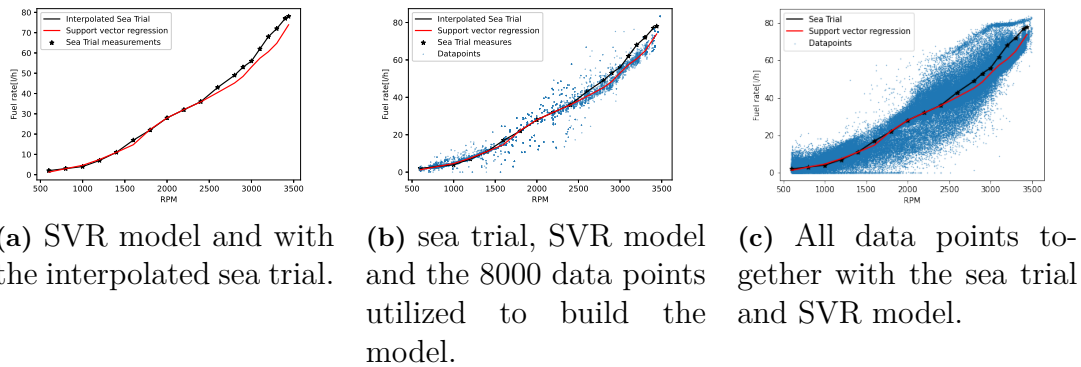 Interpolated Sea Trial
Support vector regression
Sea Trial measurements
Fuel rate[l/h]
80
70
60
50
40
30
20
10
0
500 1000 1500 2000 2500 3000 3500
RPM
Interpolated Sea Trial
Support vector regression
Sea Trial measures
Datapoints
Fuel rate[l/h]
80
60
40
20
0
500 1000 1500 2000 2500 3000 3500
RPM
Sea Trial
Support vector regression
Datapoints
Fuel rate[l/h]
80
60
40
20
0
500 1000 1500 2000 2500 3000 3500
RPM
(a) SVR model and with
the interpolated sea trial.
(b) sea trial, SVR model
and the 8000 data points
utilized to build the
model.
(c) All data points to-
gether with the sea trial
and SVR model.